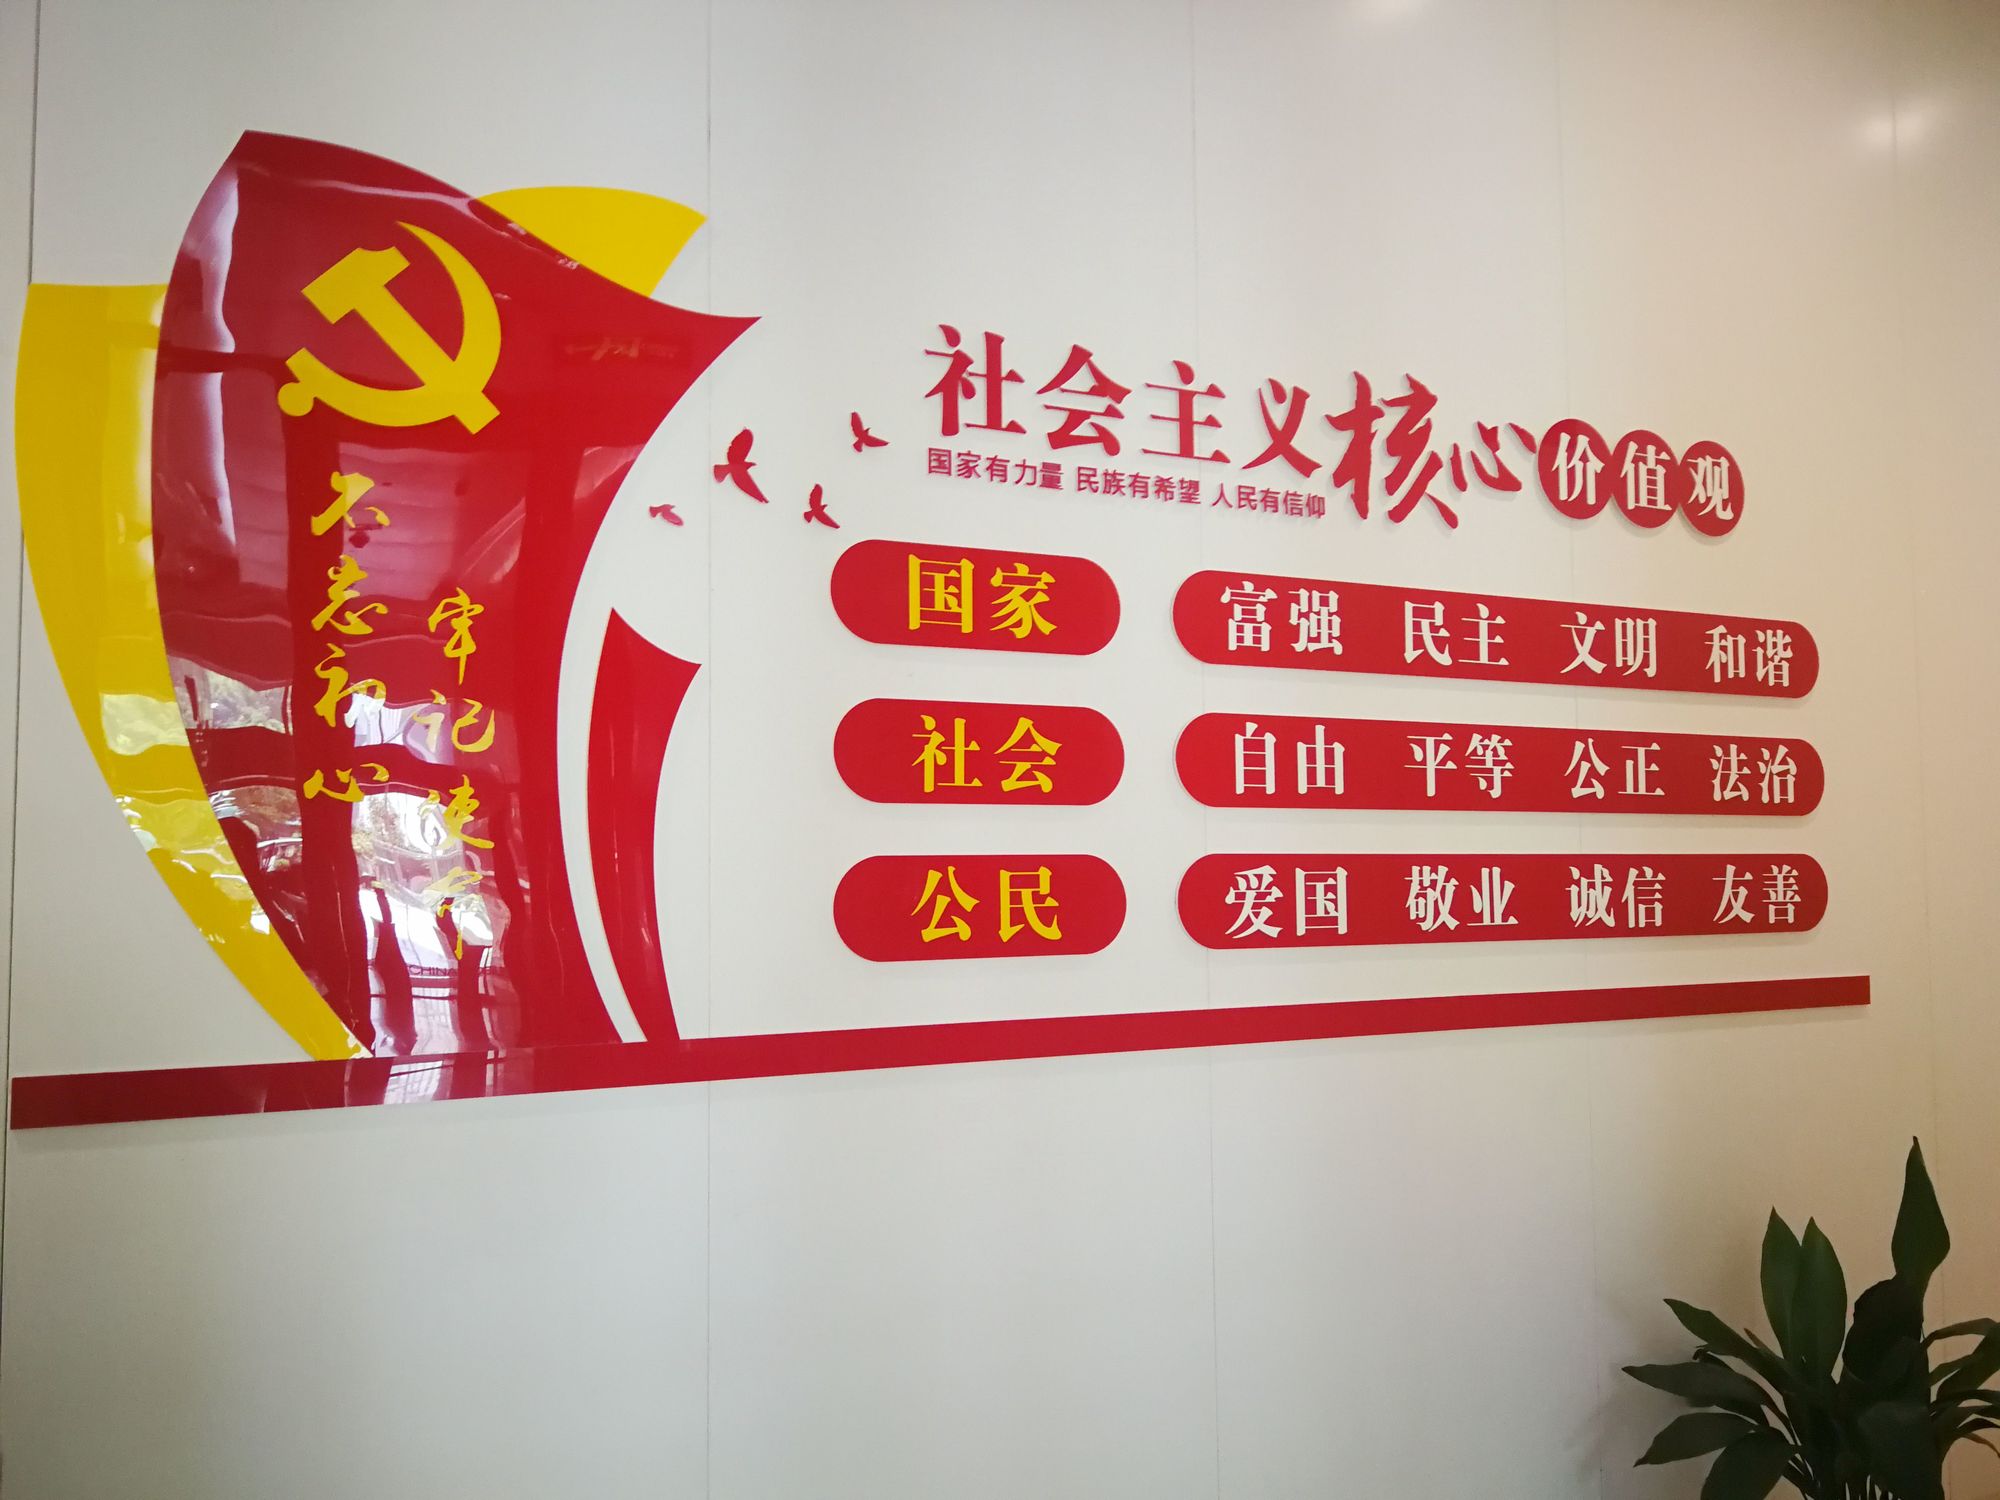 不忘初心
牢记使命
社会主义核心价值观
国家有力量 民族有希望 人民有信仰
国家 富强 民主 文明 和谐
社会 自由 平等 公正 法治
公民 爱国 敬业 诚信 友善